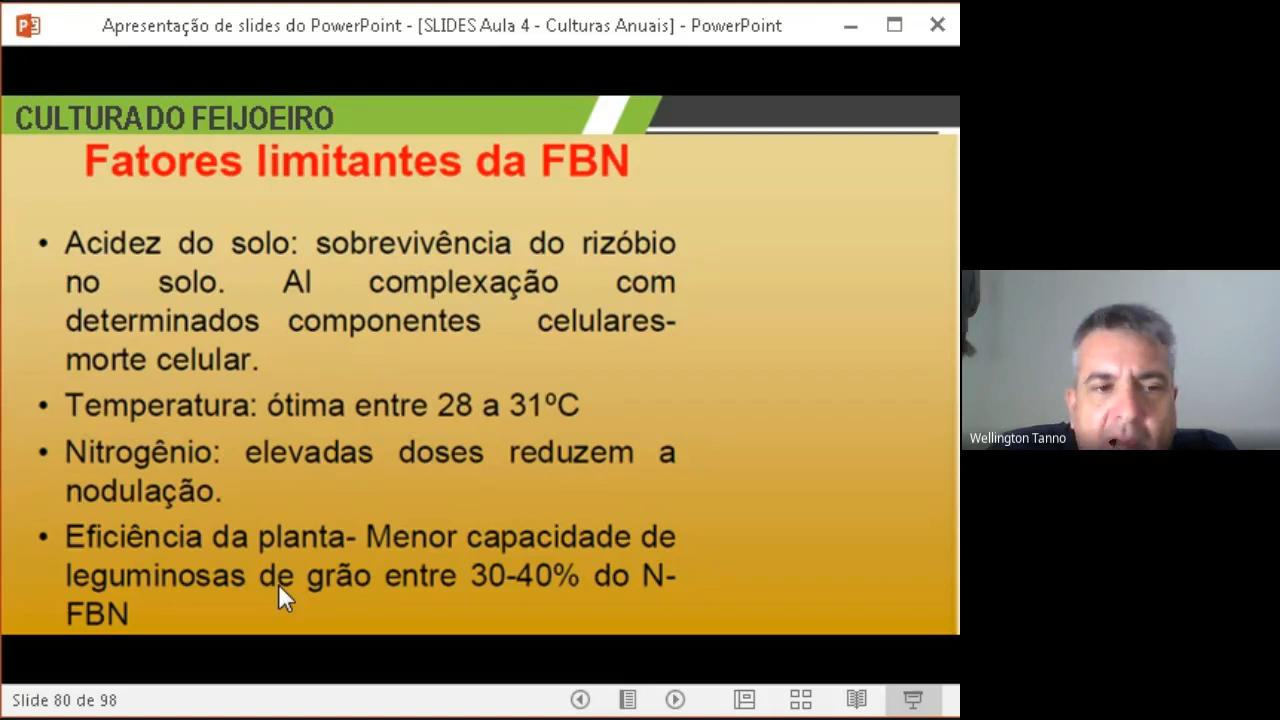 Apresentação de slides do PowerPoint - [SLIDES Aula 4 - Culturas Anuais] - PowerPoint
CULTURA DO FEIJOEIRO
Fatores limitantes da FBN
• Acidez do solo: sobrevivência do rizóbio
no solo. Al complexação com
determinados componentes celulares-
morte celular.
• Temperatura: ótima entre 28 a 31ºC
• Nitrogênio: elevadas doses reduzem a
nodulação.
• Eficiência da planta- Menor capacidade de
leguminosas de grão entre 30-40% do N-
FBN
Wellington Tanno
Slide 80 de 98